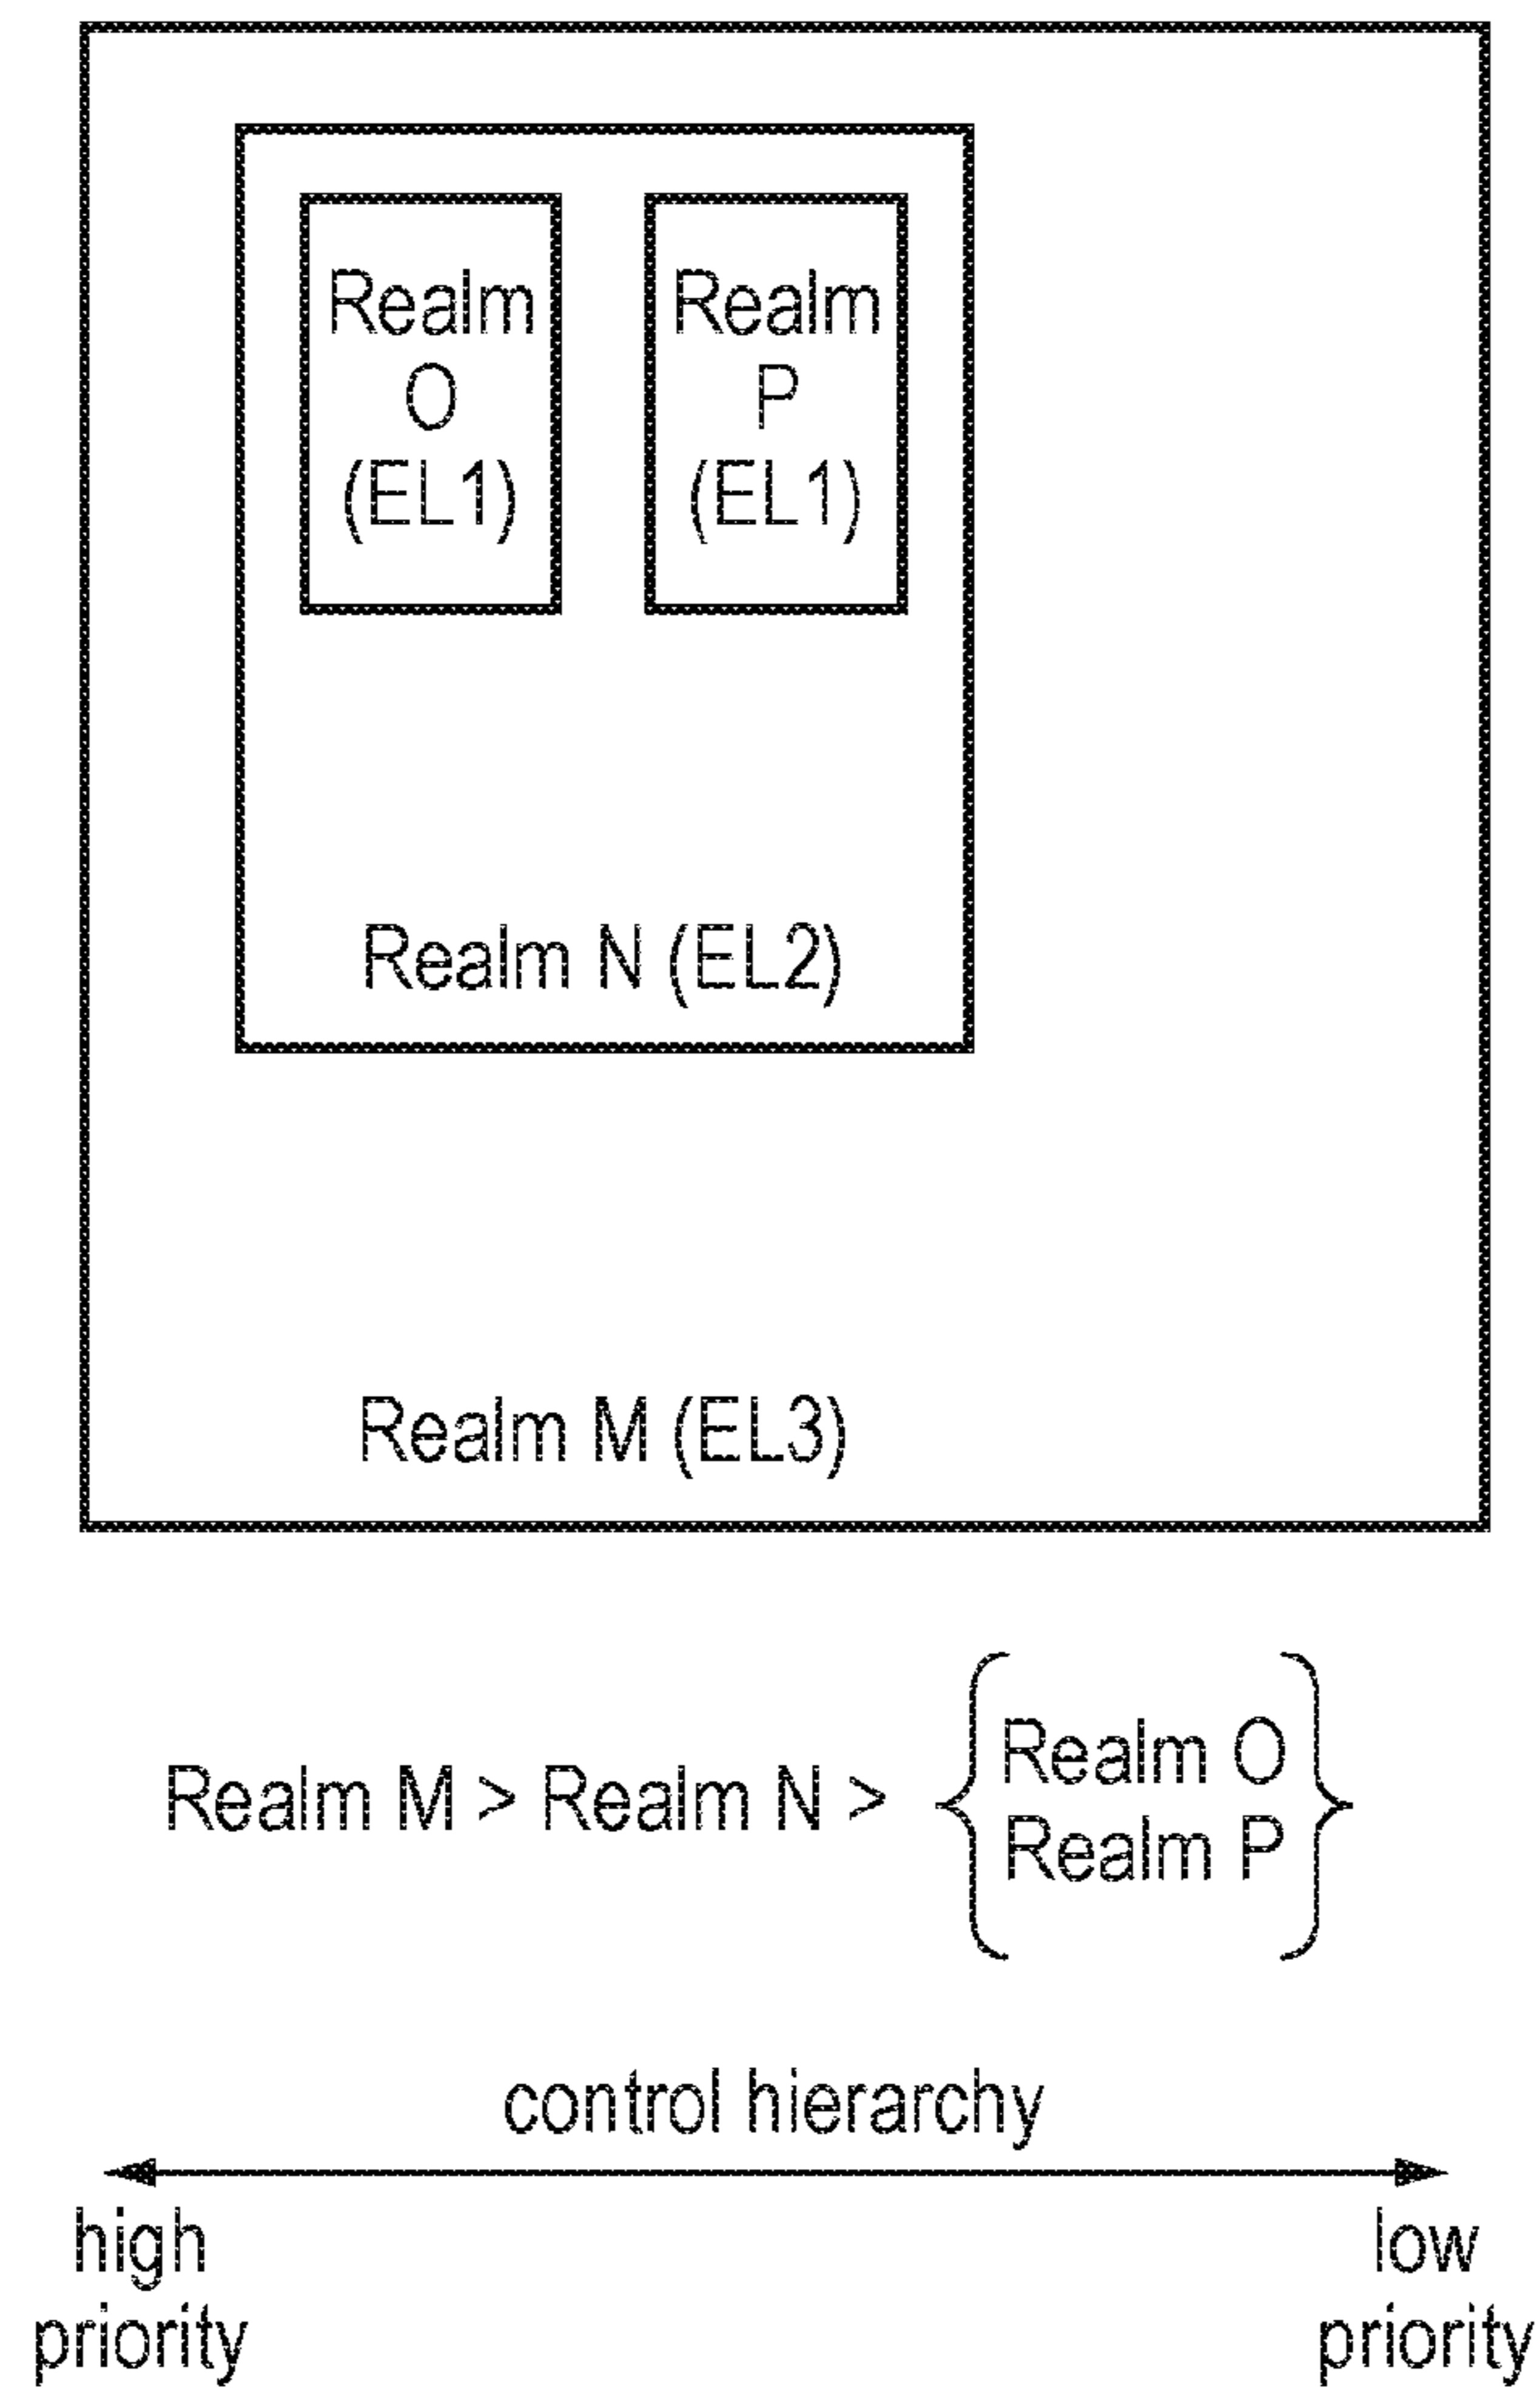 Realm
O
(EL1)
Realm
P
(EL1)
Realm N (EL2)
Realm M (EL3)
Realm M > Realm N > { Realm O
Realm P }
control hierarchy
high
priority
low
priority